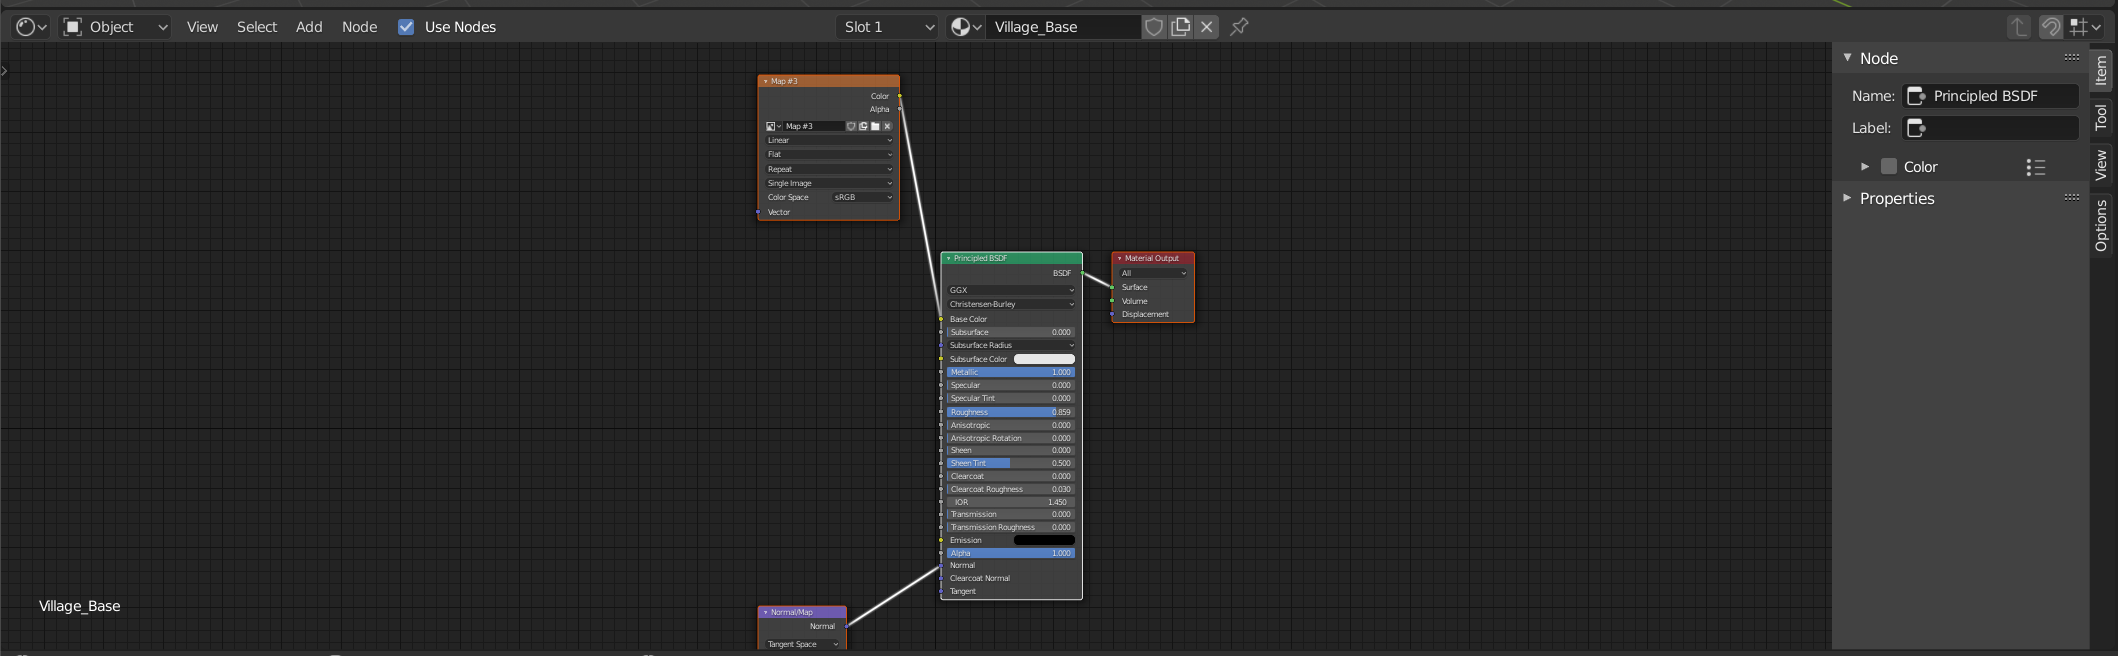 Object View Select Add Node Use Nodes Slot 1 Village_Base
Node
Name: Principled BSDF
Label:
Color
Properties
Item
Tool
View
Options
Map #3
Color
Alpha
Map #3
Linear
Flat
Repeat
Single Image
Color Space sRGB
Vector
Principled BSDF
BSDF
GGX
Christensen-Burley
Base Color
Subsurface 0.000
Subsurface Radius
Subsurface Color
Metallic 1.000
Specular 0.000
Specular Tint 0.000
Roughness 0.859
Anisotropic 0.000
Anisotropic Rotation 0.000
Sheen 0.000
Sheen Tint 0.500
Clearcoat 0.000
Clearcoat Roughness 0.030
IOR 1.450
Transmission 0.000
Transmission Roughness 0.000
Emission
Alpha 1.000
Normal
Clearcoat Normal
Tangent
Material Output
All
Surface
Volume
Displacement
Normal/Map
Normal
Tangent Space
Village_Base